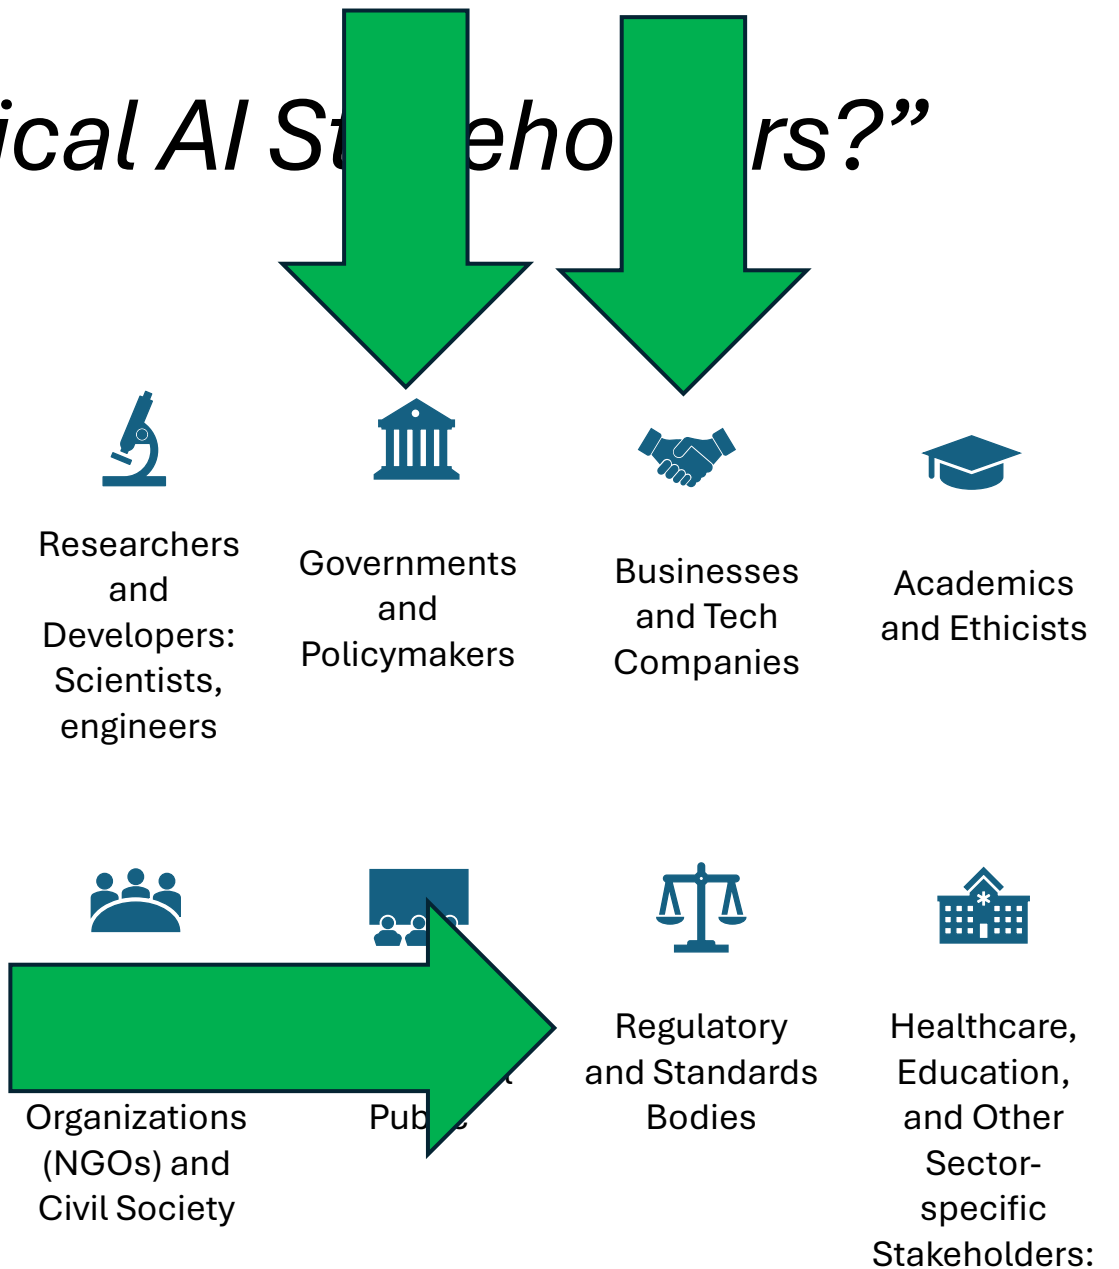 ical AI St eho rs?”
Researchers
and
Developers:
Scientists,
engineers
Governments
and
Policymakers
Businesses
and Tech
Companies
Academics
and Ethicists
Organizations
(NGOs) and
Civil Society
Regulatory
and Standards
Bodies
Healthcare,
Education,
and Other
Sector-
specific
Stakeholders: